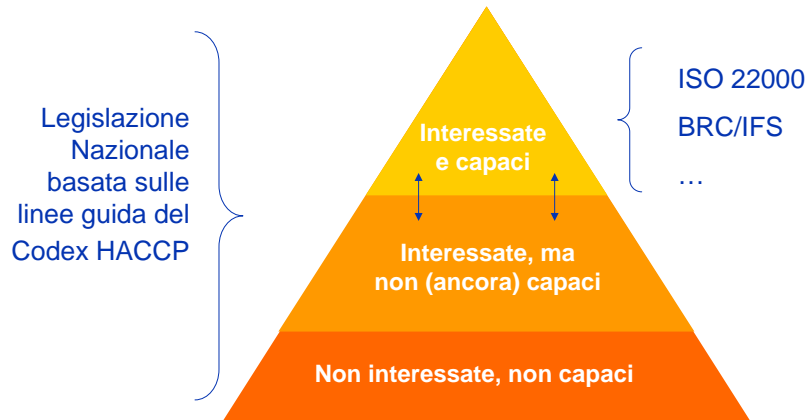 Legislazione
Nazionale
basata sulle
linee guida del
Codex HACCP
Interessate
e capaci
Interessate, ma
non (ancora) capaci
Non interessate, non capaci
ISO 22000
BRC/IFS
…